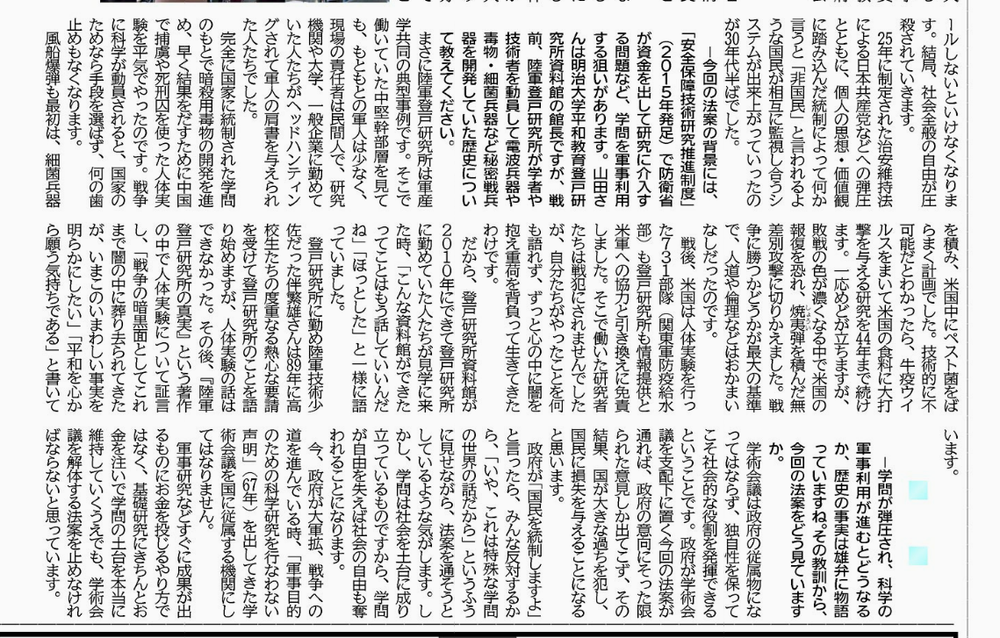 ールしないといけなくなりま
す。結局、社会全般の自由が圧
殺されていきます。
25年に制定された治安維持法
による日本共産党などへの弾圧
とともに、個人の思想・価値観
に踏み込んだ統制によって何か
言うと「非国民」と言われるよ
うな国民が相互に監視し合うシ
ステムが出来上がっていったの
が30年代半ばでした。
―今回の法案の背景には、
「安全保障技術研究推進制度」
（2015年発足）で防衛省
が資金を出して研究に介入す
る問題など、学問を軍事利用
する狙いがあります。山田さ
んは明治大学平和教育登戸研
究所資料館の館長ですが、戦
前、陸軍登戸研究所が学者や
技術者を動員して電波兵器や
毒物・細菌兵器など秘密戦兵
器を開発していた歴史につい
て教えてください。
まさに陸軍登戸研究所は軍産
学共同の典型事例です。そこで
働いていた中堅幹部層を見て
も、もともとの軍人は少なく、
現場の責任者は民間人で、研究
機関や大学、一般企業に勤めて
いた人たちがヘッドハンティン
グされて軍人の肩書を与えられ
た人たちでした。
完全に国家に統制された学問
のもとで暗殺用毒物の開発を進
め、早く結果をだすために中国
で捕虜や死刑囚を使った人体実
験を平気でやったのです。戦争
に科学が動員されると、国家の
ためなら手段を選ばず、何の歯
止めもなくなります。
風船爆弾も最初は、細菌兵器
を積み、米国中にペスト菌をば
らまく計画でした。技術的に不
可能だとわかったら、牛疫ウイ
ルスをまいて米国の食料に大打
撃を与える研究を44年まで続け
ます。一応めどが立ちますが、
敗戦の色が濃くなる中で米国の
報復を恐れ、焼夷弾を積んだ無
差別攻撃に切りかえました。戦
争に勝つかどうかが最大の基準
で、人道や倫理などはおかまい
なしだったのです。
戦後、米国は人体実験を行っ
た731部隊（関東軍防疫給水
部）も登戸研究所も情報提供と
米軍への協力と引き換えに免責
しました。そこで働いた研究者
たちは戦犯にされませんでした
が、自分たちがやったことを何
も語れず、ずっと心の中に闇を
抱え重荷を背負って生きてきた
わけです。
だから、登戸研究所資料館が
2010年にできて登戸研究所
に勤めていた人たちが見学に来
た時、「こんな資料館ができた
ってことはもう話していいんだ
ね」「ほっとした」と一様に語
っていました。
登戸研究所に勤め陸軍技術少
佐だった伴繁雄さんは89年に高
校生たちの度重なる熱心な要請
を受けて登戸研究所のことを語
り始めますが、人体実験の話は
できなかった。その後、『陸軍
登戸研究所の真実』という著作
の中で人体実験について証言
し、「戦争の暗黒面としてこれ
まで闇の中に葬り去られてきた
が、いまこのいまわしい事実を
明らかにしたい」「平和を心か
ら願う気持ちである」と書いて
います。
―学問が弾圧され、科学の
軍事利用が進むとどうなる
か、歴史の事実は雄弁に物語
っていますね。その教訓から、
今回の法案をどう見ています
か。
学術会議は政府の従属物にな
ってはならず、独自性を保って
こそ社会的な役割を発揮できる
ということです。政府が学術会
議を支配下に置く今回の法案が
通れば、政府の意向にそった限
られた意見しか出てこず、その
結果、国が大きな過ちを犯し、
国民に損失を与えることになる
と思います。
政府が「国民を統制しますよ」
と言ったら、みんな反対するか
ら、「いや、これは特殊な学問
の世界の話だから」というふう
に見せながら、法案を通そうと
しているような気がします。し
かし、学問は社会を土台に成り
立っているものですから、学問
が自由を失えば社会の自由も奪
われることになります。
今、政府が大軍拡、戦争への
道を進んでいる時、「軍事目的
のための科学研究を行なわない
声明」（67年）を出してきた学
術会議を国に従属する機関にし
てはなりません。
軍事研究などすぐに成果が出
るものにお金を投じるやり方で
はなく、基礎研究にきちんとお
金を注いで学問の土台を本当に
維持していくうえでも、学術会
議を解体する法案を止めなけれ
ばならないと思っています。